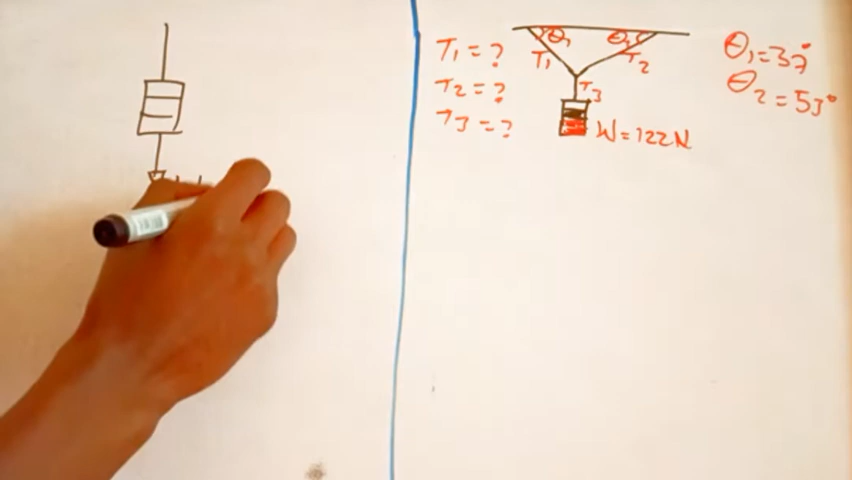 T1 = ?
T2 = ?
T3 = ?
θ1 θ2
T1 T2
T3
W = 122N
θ1 = 37°
θ2 = 53°